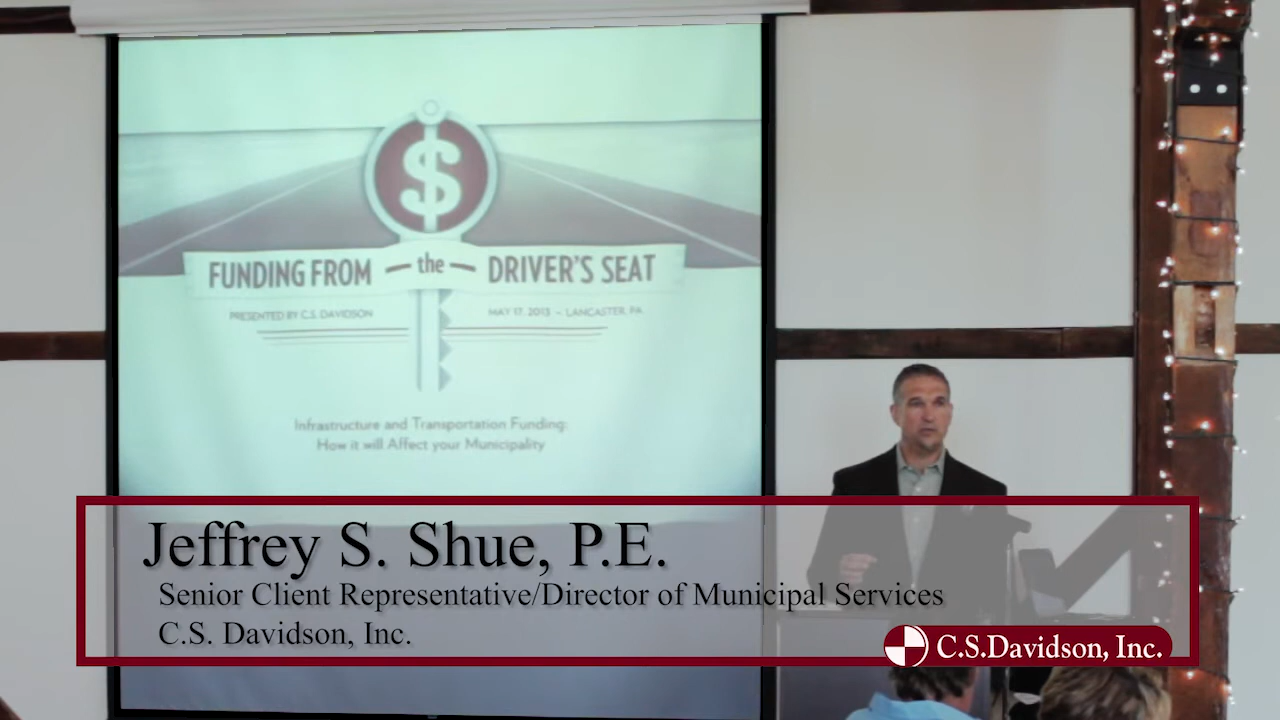 $
FUNDING FROM the DRIVER'S SEAT
PRESENTED BY C.S. DAVIDSON
MAY 17, 2013 – LANCASTER, PA
Infrastructure and Transportation Funding:
How it will Affect your Municipality
Jeffrey S. Shue, P.E.
Senior Client Representative/Director of Municipal Services
C.S. Davidson, Inc.
C.S.Davidson, Inc.